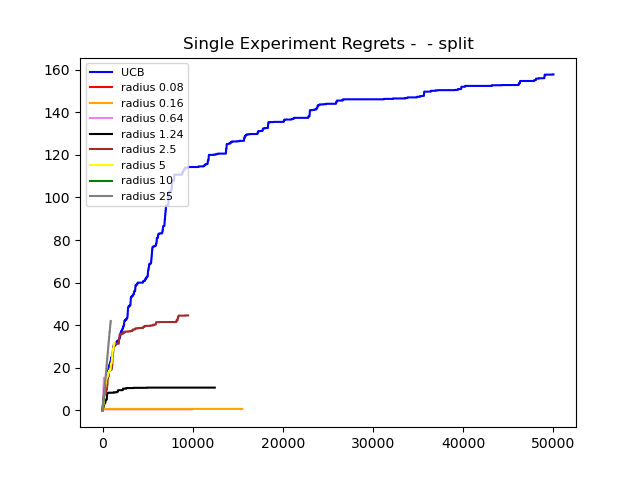 Single Experiment Regrets -  - split
160
140
120
100
80
60
40
20
0
UCB
radius 0.08
radius 0.16
radius 0.64
radius 1.24
radius 2.5
radius 5
radius 10
radius 25
0 10000 20000 30000 40000 50000